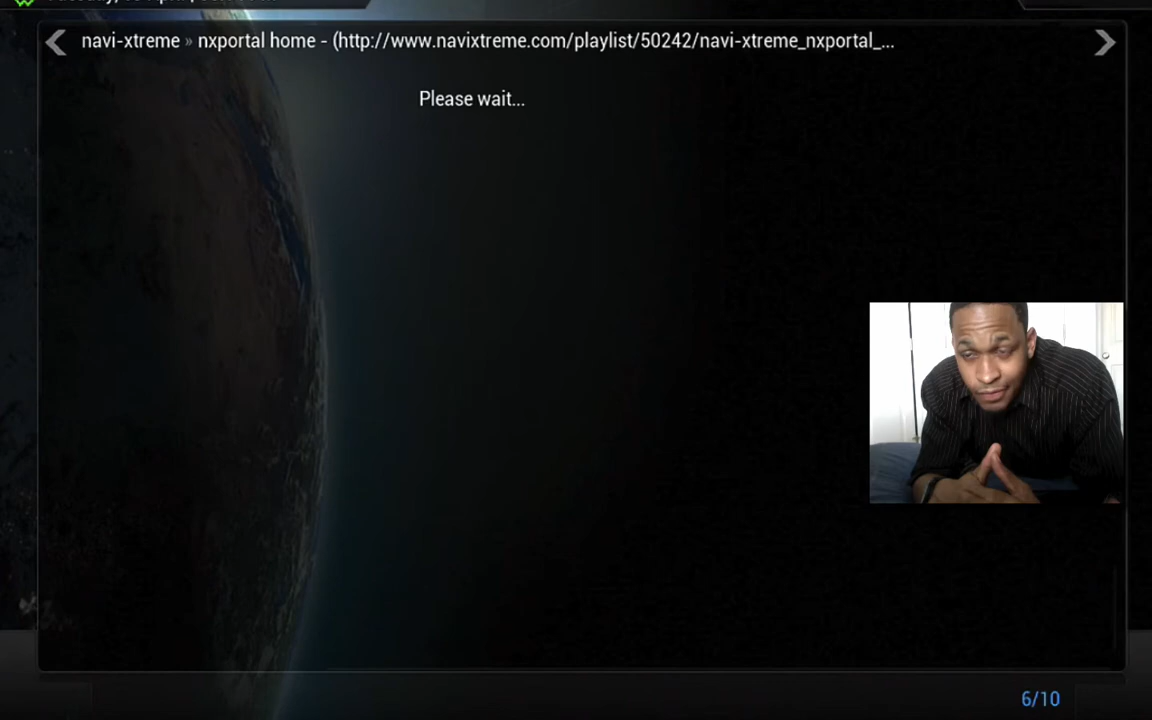 navi-xtreme » nxportal home - (http://www.navixtreme.com/playlist/50242/navi-xtreme_nxportal_...
Please wait...
6/10